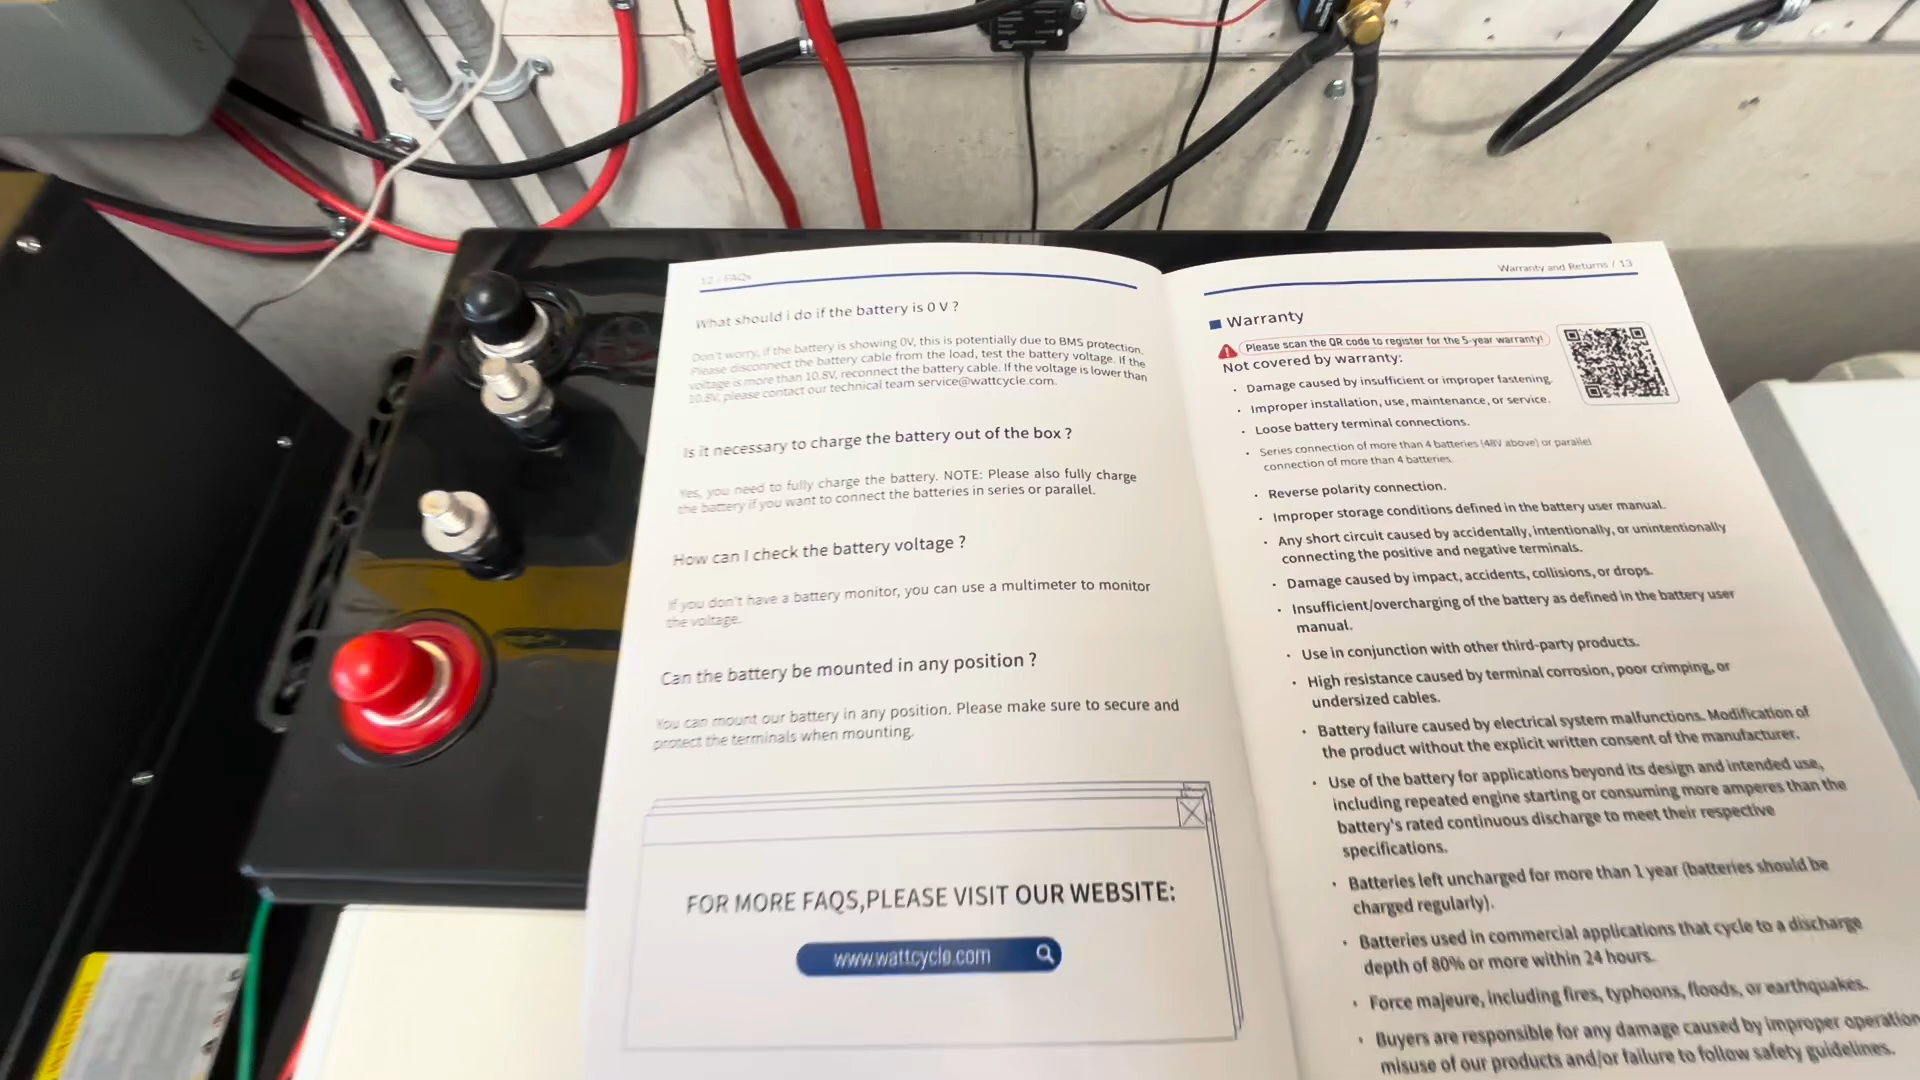 12 / FAQs
What should i do if the battery is 0 V ?
Don't worry, if the battery is showing 0V, this is potentially due to BMS protection.
Please disconnect the battery cable from the load, test the battery voltage. If the
voltage is more than 10.8V, reconnect the battery cable. If the voltage is lower than
10.8V, please contact our technical team service@wattcycle.com.
Is it necessary to charge the battery out of the box ?
Yes, you need to fully charge the battery. NOTE: Please also fully charge
the battery if you want to connect the batteries in series or parallel.
How can I check the battery voltage ?
If you don't have a battery monitor, you can use a multimeter to monitor
the voltage.
Can the battery be mounted in any position ?
You can mount our battery in any position. Please make sure to secure and
protect the terminals when mounting.
FOR MORE FAQS,PLEASE VISIT OUR WEBSITE:
www.wattcycle.com
Warranty and Returns / 13
Warranty
Please scan the QR code to register for the 5-year warranty!
Not covered by warranty:
· Damage caused by insufficient or improper fastening.
· Improper installation, use, maintenance, or service.
· Loose battery terminal connections.
· Series connection of more than 4 batteries (48V above) or parallel
connection of more than 4 batteries.
· Reverse polarity connection.
· Improper storage conditions defined in the battery user manual.
· Any short circuit caused by accidentally, intentionally, or unintentionally
connecting the positive and negative terminals.
· Damage caused by impact, accidents, collisions, or drops.
· Insufficient/overcharging of the battery as defined in the battery user
manual.
· Use in conjunction with other third-party products.
· High resistance caused by terminal corrosion, poor crimping, or
undersized cables.
· Battery failure caused by electrical system malfunctions. Modification of
the product without the explicit written consent of the manufacturer.
· Use of the battery for applications beyond its design and intended use,
including repeated engine starting or consuming more amperes than the
battery's rated continuous discharge to meet their respective
specifications.
· Batteries left uncharged for more than 1 year (batteries should be
charged regularly).
· Batteries used in commercial applications that cycle to a discharge
depth of 80% or more within 24 hours.
· Force majeure, including fires, typhoons, floods, or earthquakes.
· Buyers are responsible for any damage caused by improper operation
misuse of our products and/or failure to follow safety guidelines.